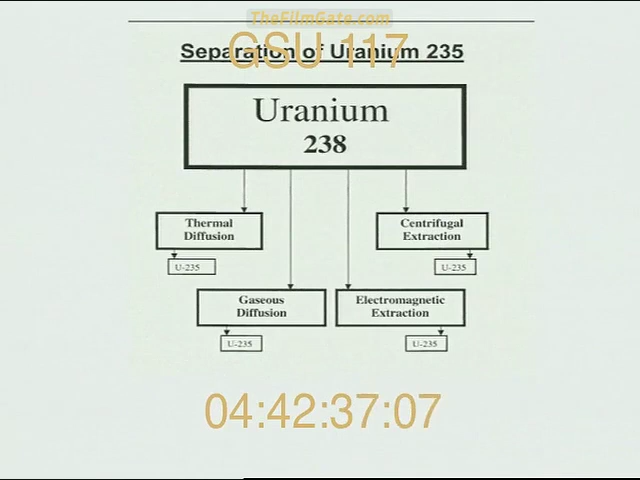 TheFilmGate.com
Separation of Uranium 235
GSU 117
Uranium
238
Thermal
Diffusion
Centrifugal
Extraction
U-235
U-235
Gaseous
Diffusion
Electromagnetic
Extraction
U-235
U-235
04:42:37:07